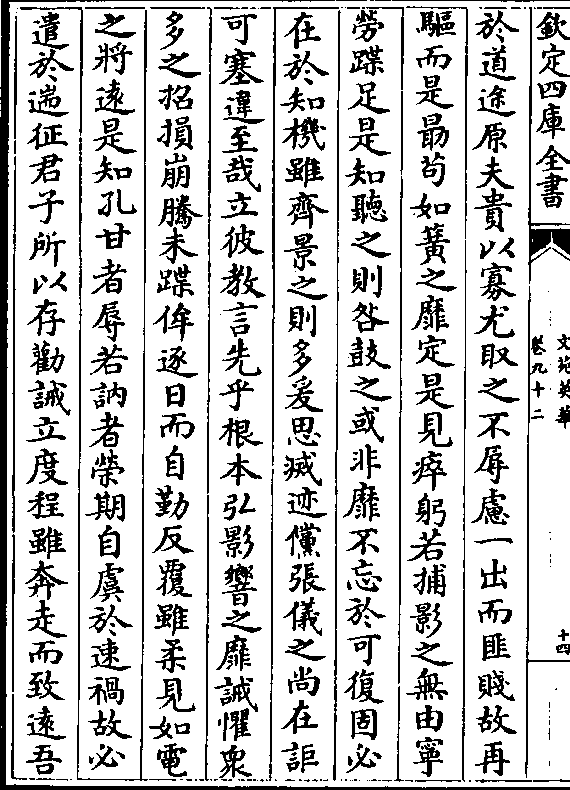 欽定四庫全書
文苑英華
卷九十二
十四
於道途原夫貴以寡尤取之不辱慮一出而匪賤故再
驅而是勗苟如簧之靡定是見瘁躬若捕影之無由寧
勞蹀足是知聽之則咎鼓之或非靡不忘於可復固必
在於知機雖齊景之則多爰思滅迹儻張儀之尚在詎
可塞違至哉立彼教言先乎根本弘影響之靡誠懼衆
多之招損崩騰未蹀侔逐日而自勤反覆雖柔見如電
之將遠是知孔甘者辱若訥者榮期自虞於速禍故必
遣於遄征君子所以存勸誡立度程雖奔走而致遠吾